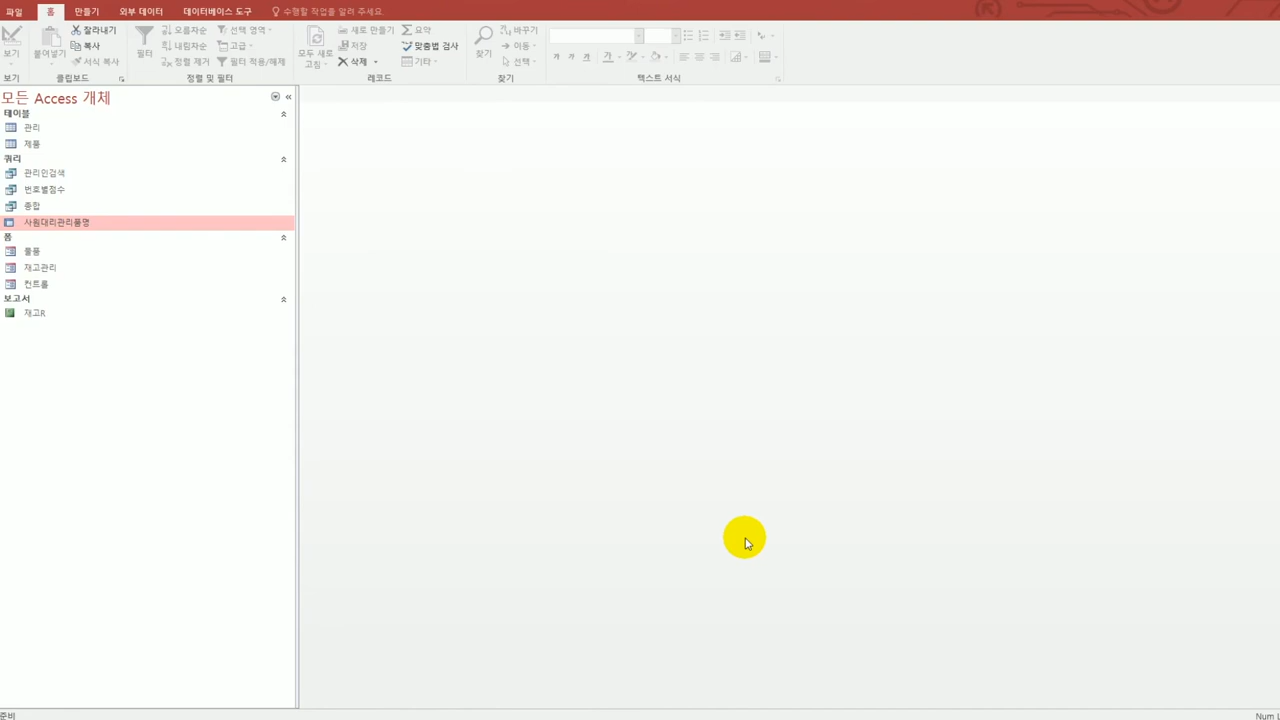 파일 홈 만들기 외부 데이터 데이터베이스 도구 수행할 작업을 알려 주세요.
보기
보기
붙여넣기
잘라내기
복사
서식 복사
클립보드
필터
오름차순
내림차순
정렬 제거
선택 영역
고급
필터 적용/해제
정렬 및 필터
모두 새로 고침
새로 만들기
저장
삭제
요약
맞춤법 검사
기타
레코드
찾기
바꾸기
이동
선택
찾기
가 가 가 가
텍스트 서식
모든 Access 개체
테이블
관리
제품
쿼리
관리인검색
번호별점수
종합
사원대리관리품명
폼
물품
재고관리
컨트롤
보고서
재고R
준비
Num L